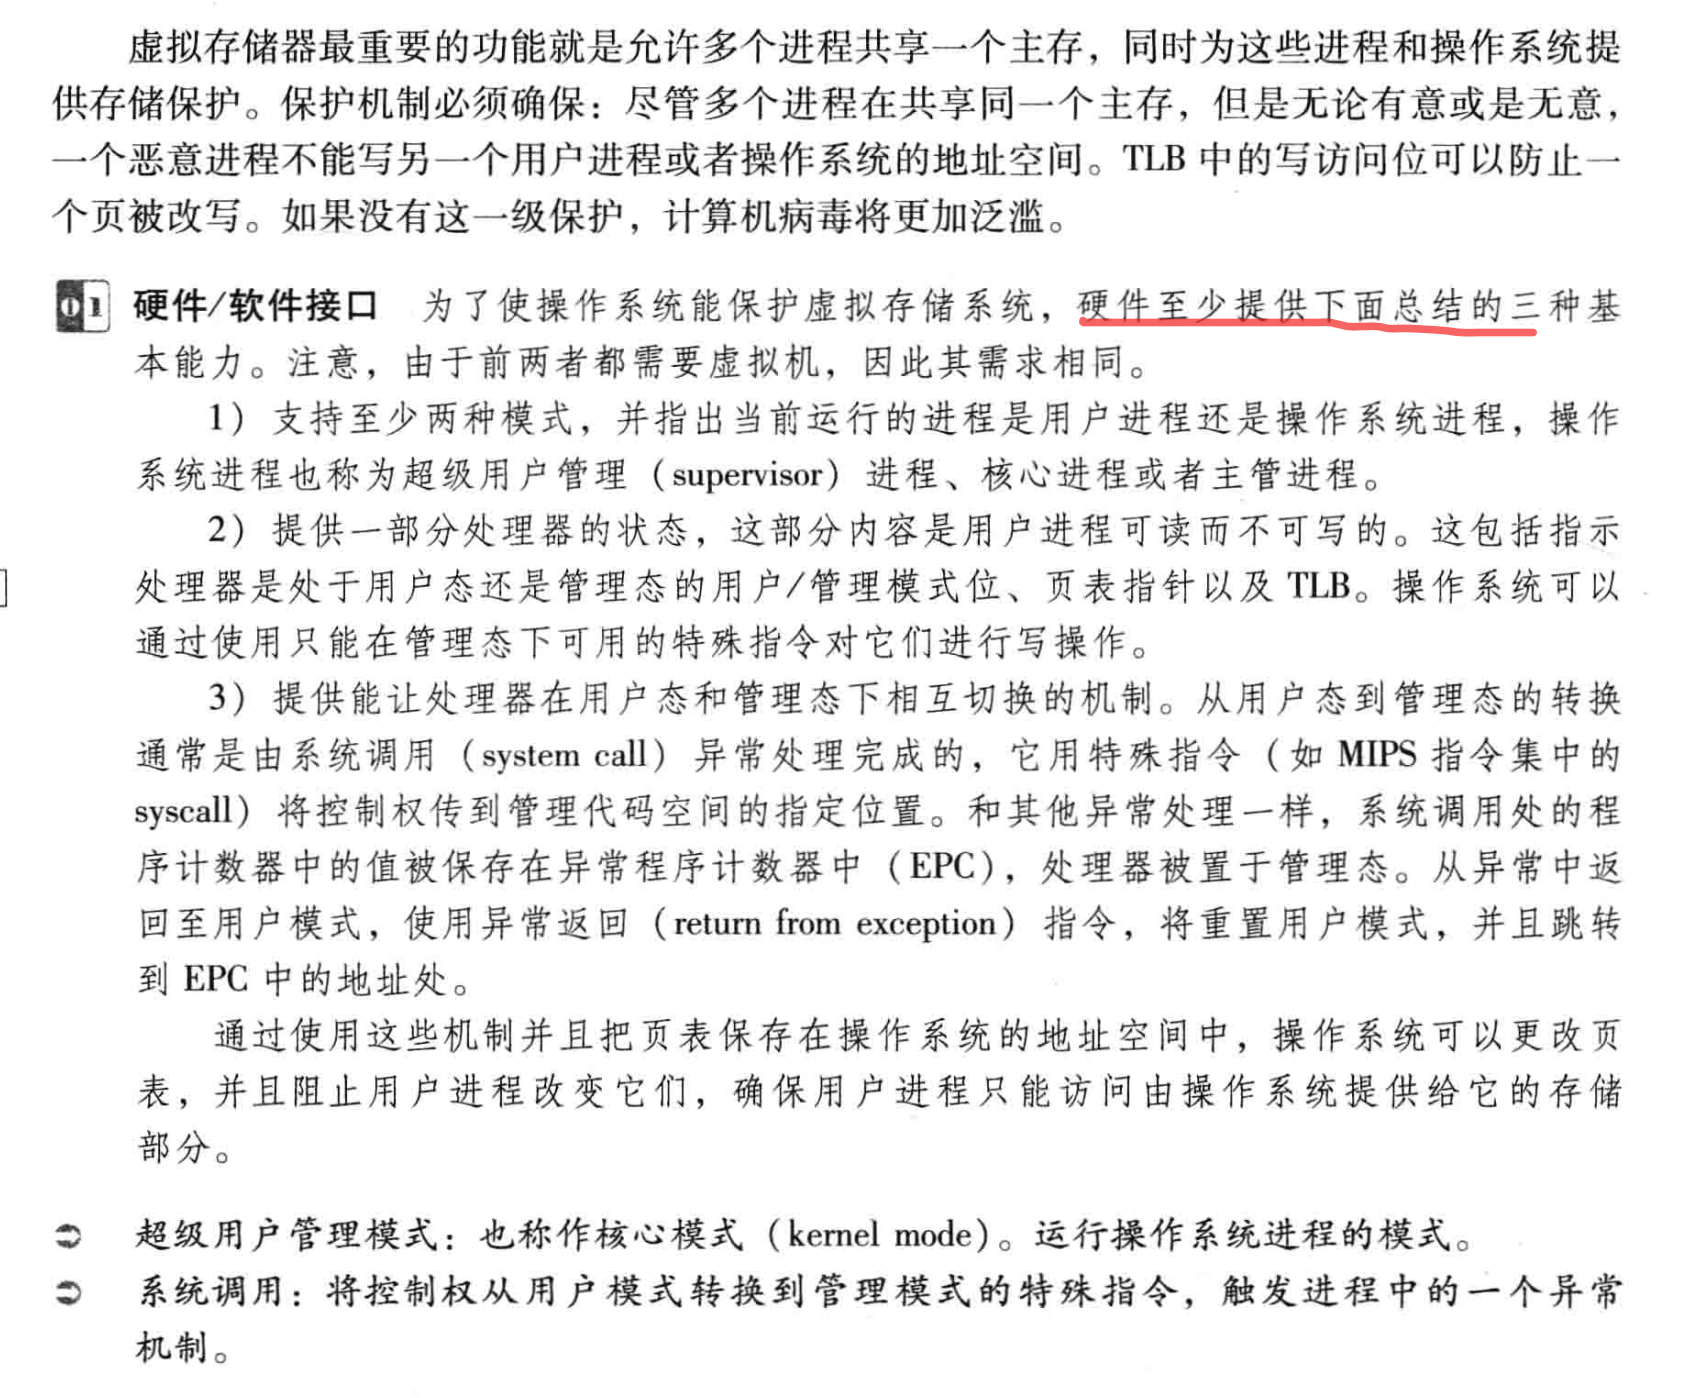 虚拟存储器最重要的功能就是允许多个进程共享一个主存，同时为这些进程和操作系统提
供存储保护。保护机制必须确保：尽管多个进程在共享同一个主存，但是无论有意或是无意，
一个恶意进程不能写另一个用户进程或者操作系统的地址空间。TLB 中的写访问位可以防止一
个页被改写。如果没有这一级保护，计算机病毒将更加泛滥。
01 硬件/软件接口 为了使操作系统能保护虚拟存储系统，硬件至少提供下面总结的三种基
本能力。注意，由于前两者都需要虚拟机，因此其需求相同。
1）支持至少两种模式，并指出当前运行的进程是用户进程还是操作系统进程，操作
系统进程也称为超级用户管理（supervisor）进程、核心进程或者主管进程。
2）提供一部分处理器的状态，这部分内容是用户进程可读而不可写的。这包括指示
处理器是处于用户态还是管理态的用户/管理模式位、页表指针以及 TLB。操作系统可以
通过使用只能在管理态下可用的特殊指令对它们进行写操作。
3）提供能让处理器在用户态和管理态下相互切换的机制。从用户态到管理态的转换
通常是由系统调用（system call）异常处理完成的，它用特殊指令（如 MIPS 指令集中的
syscall）将控制权传到管理代码空间的指定位置。和其他异常处理一样，系统调用处的程
序计数器中的值被保存在异常程序计数器中（EPC），处理器被置于管理态。从异常中返
回至用户模式，使用异常返回（return from exception）指令，将重置用户模式，并且跳转
到 EPC 中的地址处。
通过使用这些机制并且把页表保存在操作系统的地址空间中，操作系统可以更改页
表，并且阻止用户进程改变它们，确保用户进程只能访问由操作系统提供给它的存储
部分。
超级用户管理模式：也称作核心模式（kernel mode）。运行操作系统进程的模式。
系统调用：将控制权从用户模式转换到管理模式的特殊指令，触发进程中的一个异常
机制。